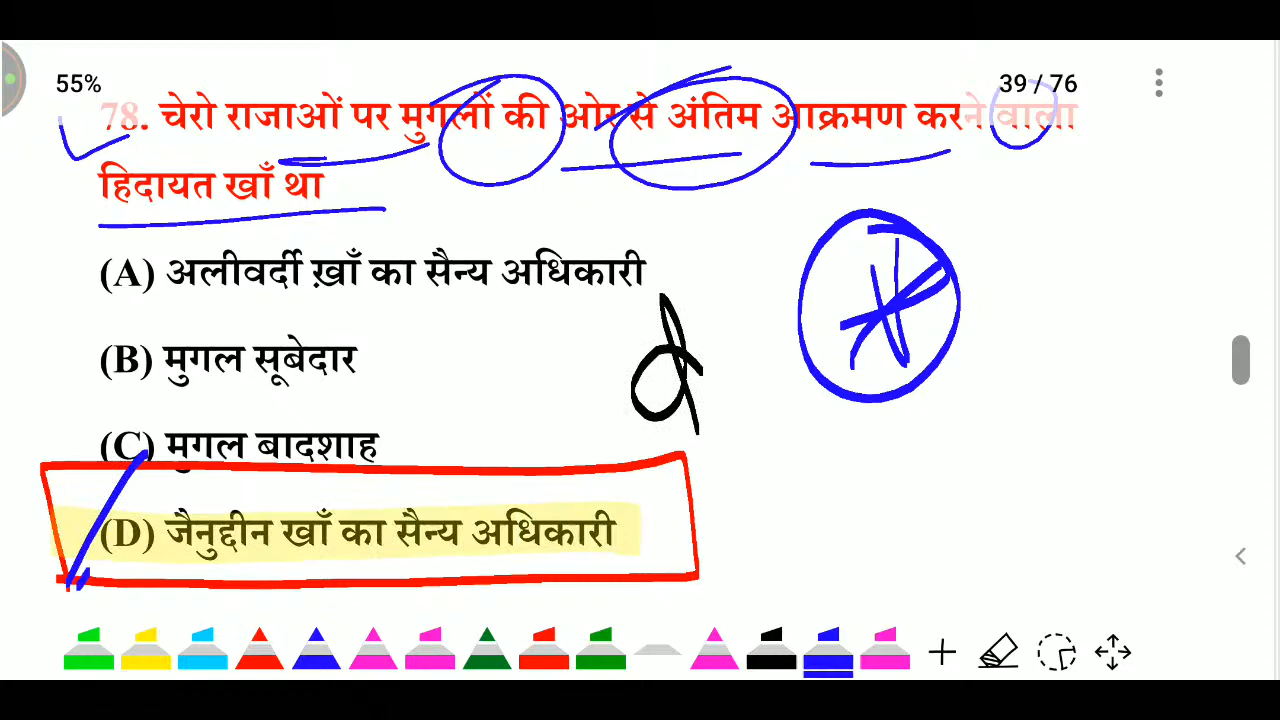 55%
39 / 76
78. चेरो राजाओं पर मुगलों की ओर से अंतिम आक्रमण करने वाला
हिदायत खाँ था
(A) अलीवर्दी ख़ाँ का सैन्य अधिकारी
(B) मुगल सूबेदार
(C) मुगल बादशाह
(D) जैनुद्दीन खाँ का सैन्य अधिकारी
d